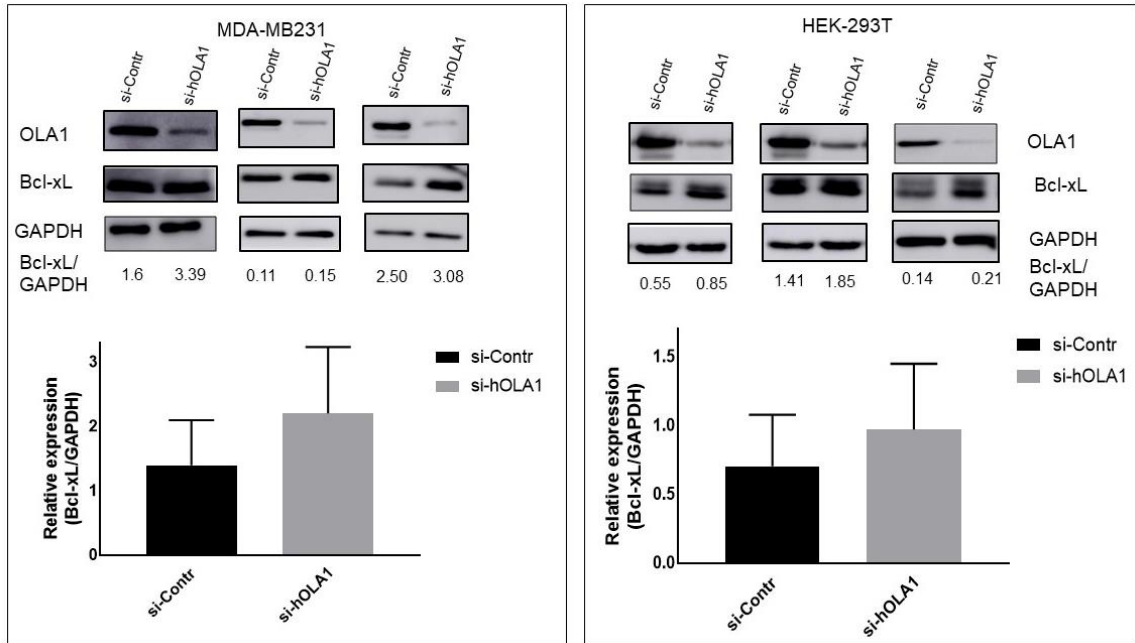 MDA-MB231
si-Contr si-hOLA1 si-Contr si-hOLA1 si-Contr si-hOLA1
OLA1
Bcl-xL
GAPDH
Bcl-xL/
GAPDH
1.6 3.39 0.11 0.15 2.50 3.08
Relative expression
(Bcl-xL/GAPDH)
3
2
1
0
si-Contr
si-hOLA1
si-Contr
si-hOLA1
HEK-293T
si-Contr si-hOLA1 si-Contr si-hOLA1 si-Contr si-hOLA1
OLA1
Bcl-xL
GAPDH
Bcl-xL/
GAPDH
0.55 0.85 1.41 1.85 0.14 0.21
Relative expression
(Bcl-xL/GAPDH)
1.5
1.0
0.5
0.0
si-Contr
si-hOLA1
si-Contr
si-hOLA1